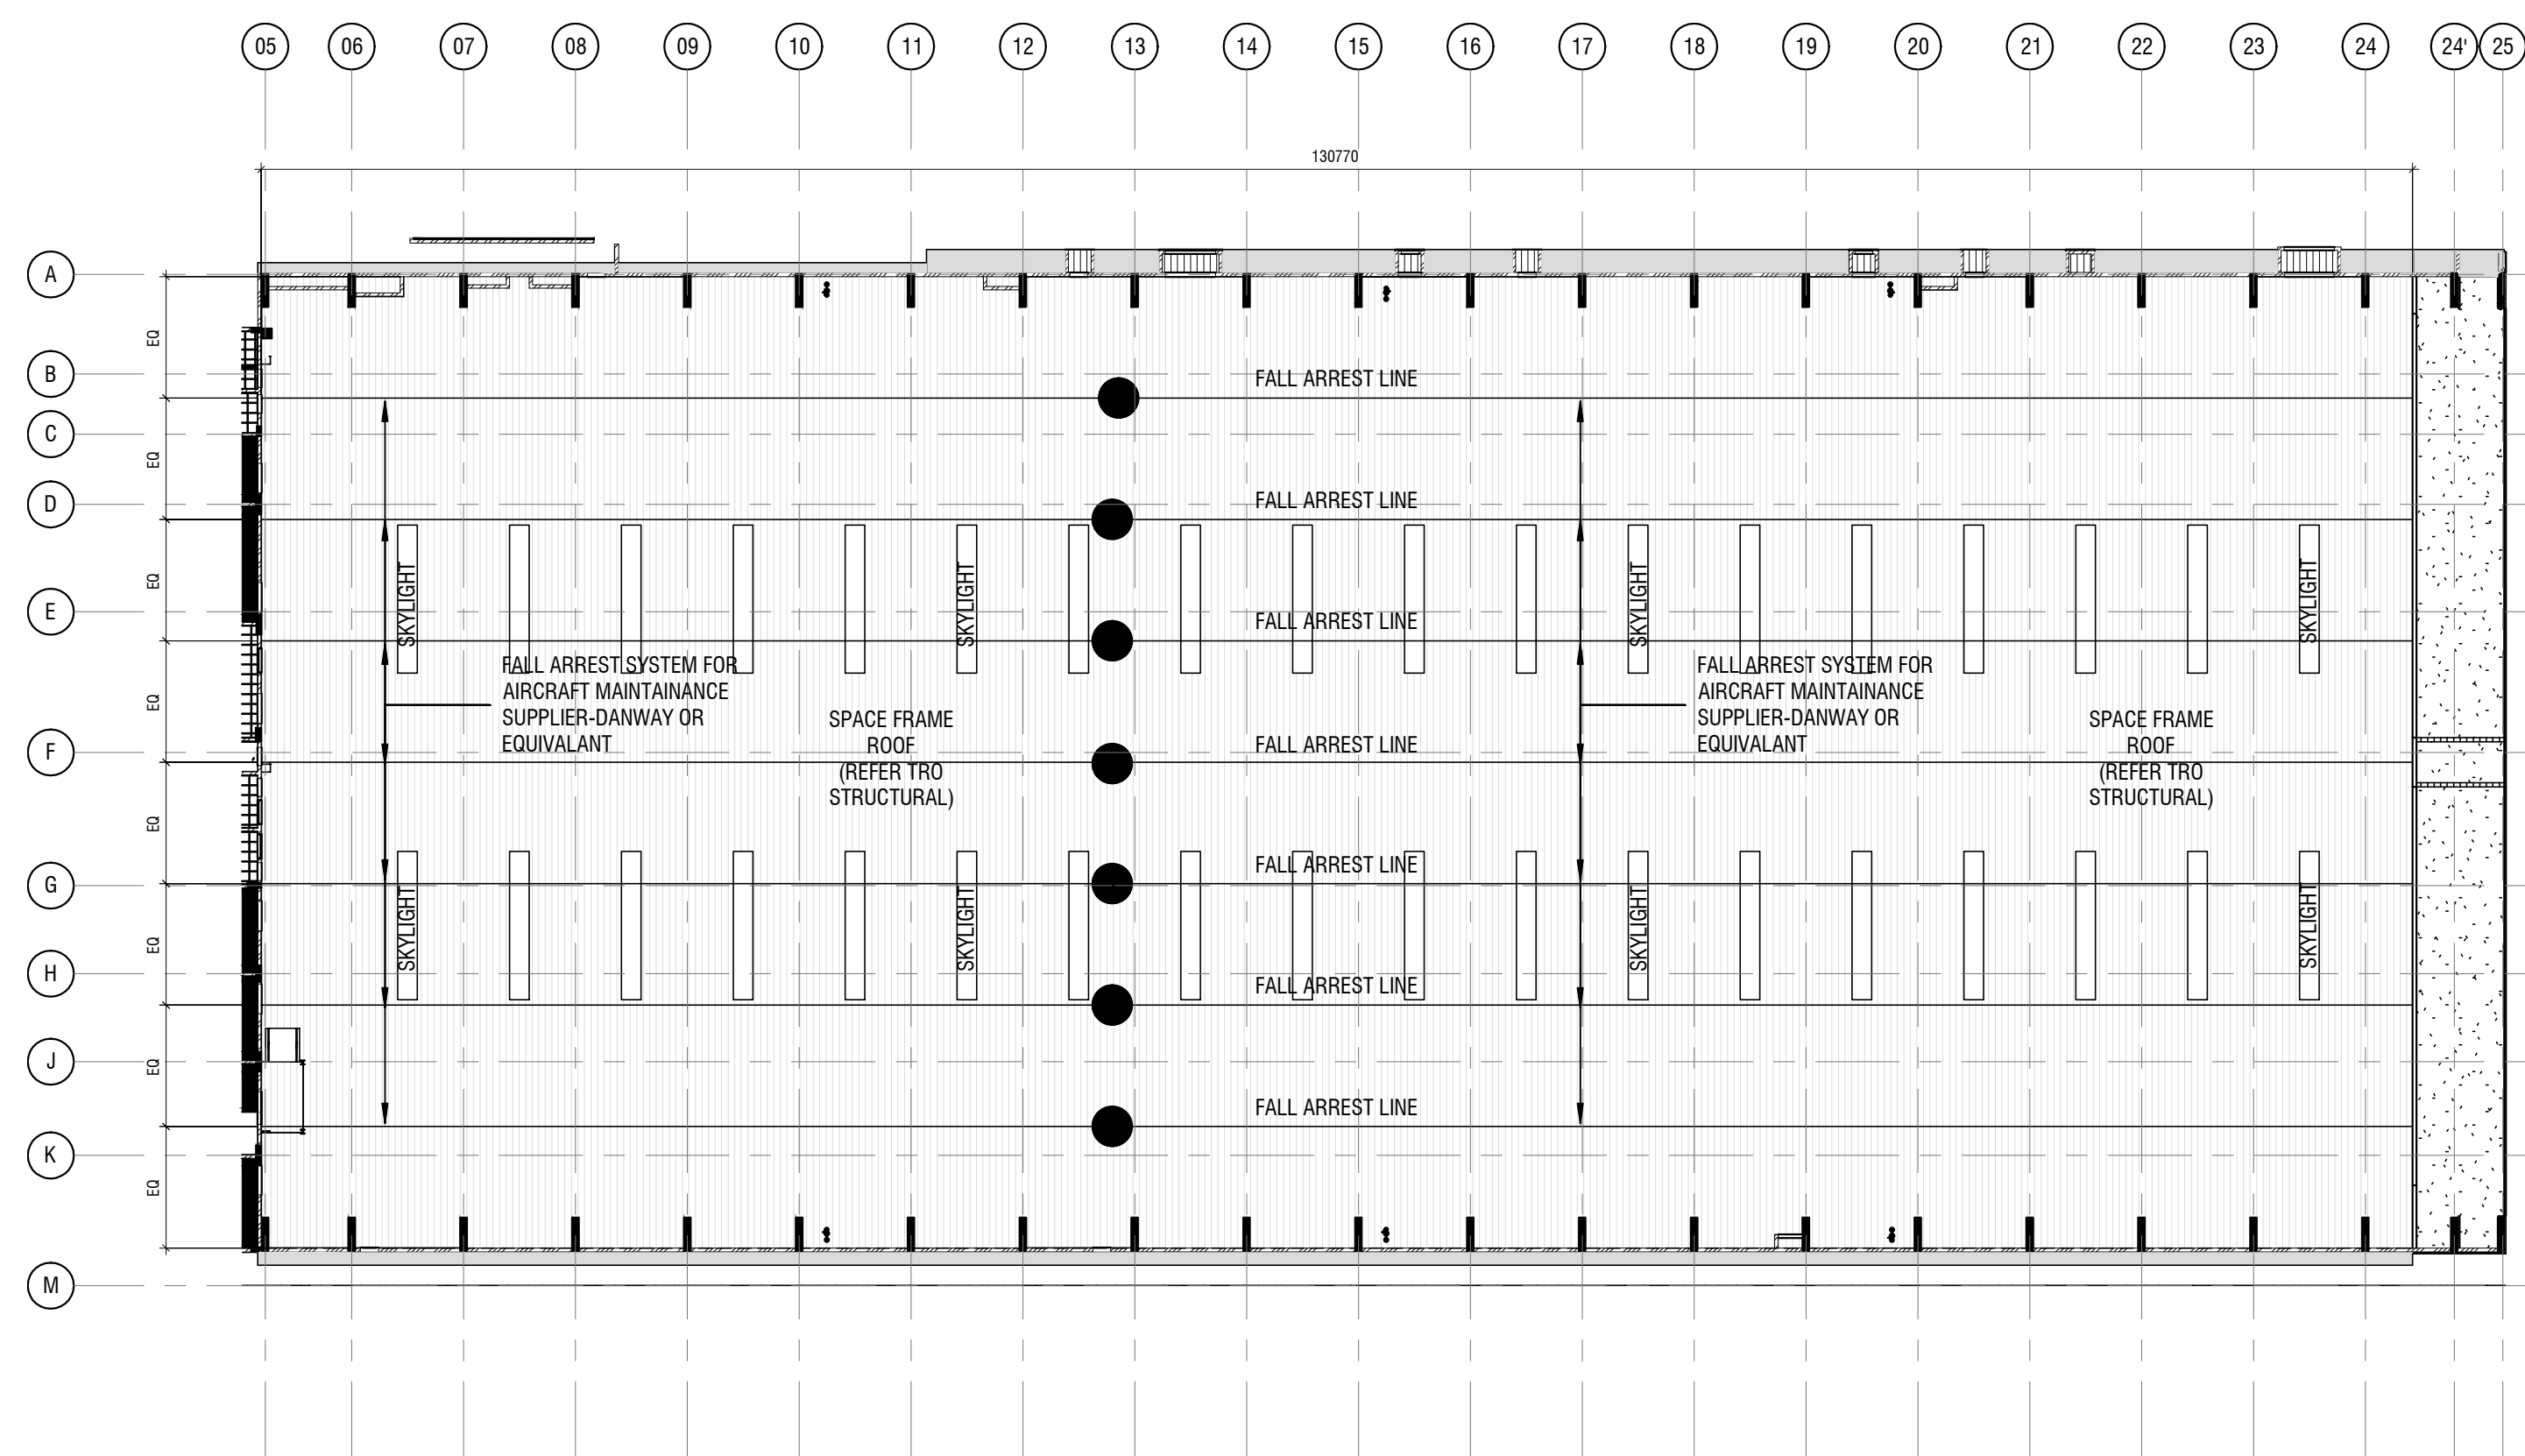 05 06 07 08 09 10 11 12 13 14 15 16 17 18 19 20 21 22 23 24 24' 25
130770
A
EQ
B
FALL ARREST LINE
C
EQ
D
FALL ARREST LINE
EQ
SKYLIGHT SKYLIGHT SKYLIGHT SKYLIGHT
E
FALL ARREST LINE
FALL ARREST SYSTEM FOR
AIRCRAFT MAINTAINANCE
SUPPLIER-DANWAY OR
EQUIVALANT
SPACE FRAME
ROOF
(REFER TRO
STRUCTURAL)
FALL ARREST SYSTEM FOR
AIRCRAFT MAINTAINANCE
SUPPLIER-DANWAY OR
EQUIVALANT
SPACE FRAME
ROOF
(REFER TRO
STRUCTURAL)
EQ
F
FALL ARREST LINE
EQ
G
FALL ARREST LINE
SKYLIGHT SKYLIGHT SKYLIGHT SKYLIGHT
EQ
H
FALL ARREST LINE
J
EQ
FALL ARREST LINE
K
EQ
M